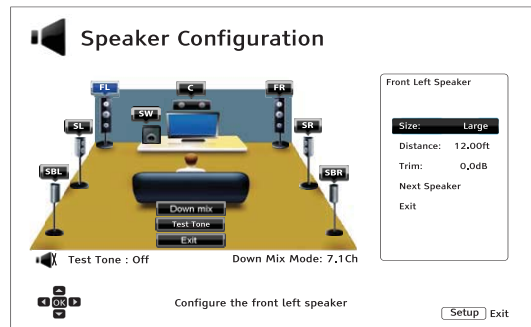 Speaker Configuration
FL
C
FR
SW
SL
SR
SBL
SBR
Down mix
Test Tone
Exit
Test Tone : Off
Down Mix Mode: 7.1Ch
Front Left Speaker
Size: Large
Distance: 12.00ft
Trim: 0.0dB
Next Speaker
Exit
OK
Configure the front left speaker
Setup Exit